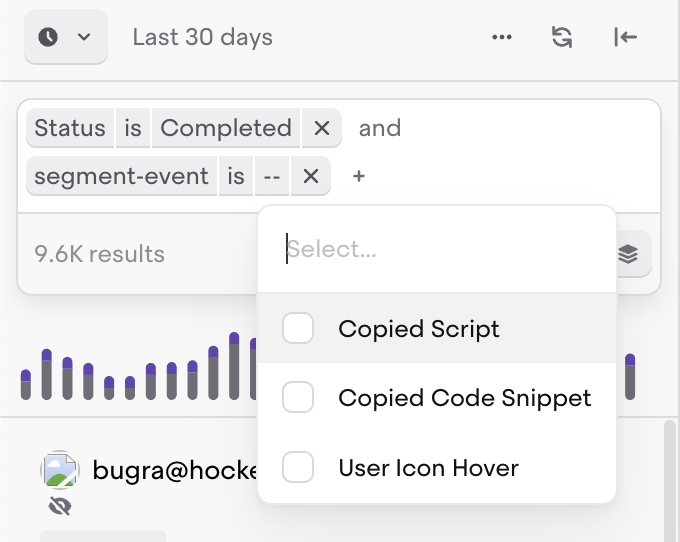 Last 30 days
Status is Completed × and
segment-event is -- × +
9.6K results
Select...
Copied Script
Copied Code Snippet
User Icon Hover
bugra@hocke